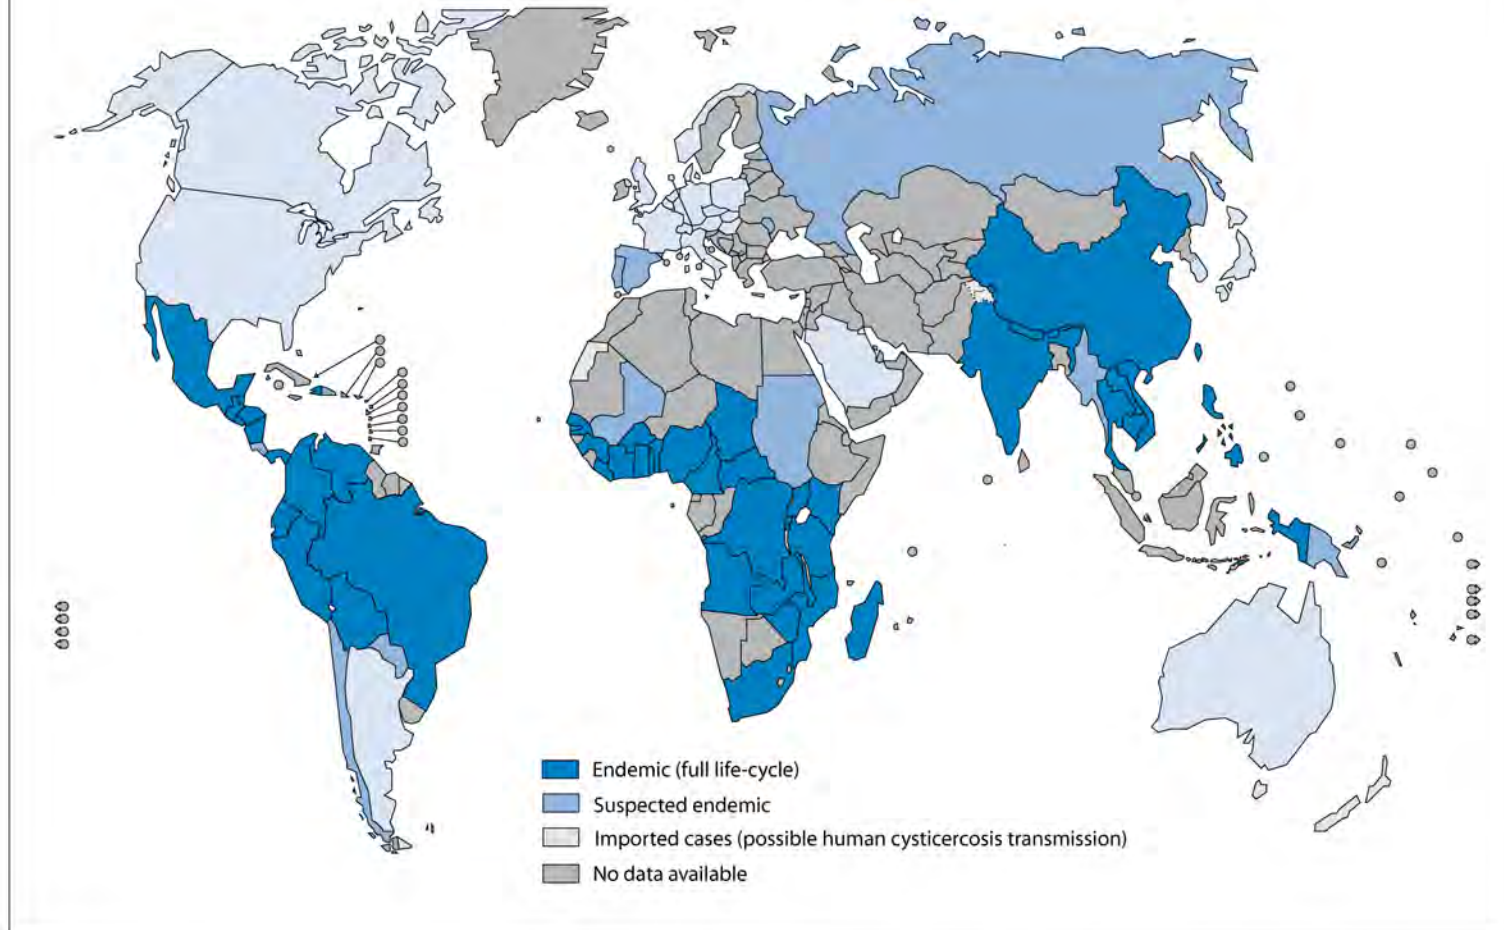 Endemic (full life-cycle)
Suspected endemic
Imported cases (possible human cysticercosis transmission)
No data available